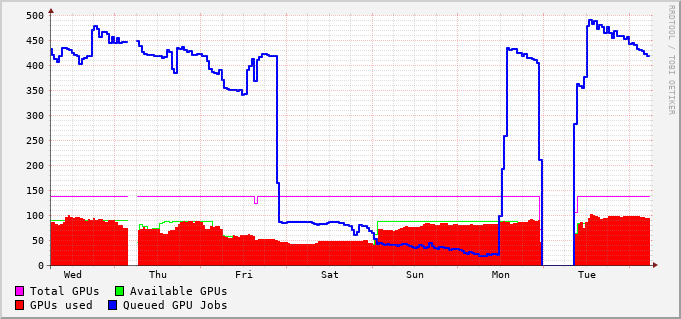 500
450
400
350
300
250
200
150
100
50
0
Wed Thu Fri Sat Sun Mon Tue
Total GPUs Available GPUs
GPUs used Queued GPU Jobs
RRDTOOL / TOBI OETIKER